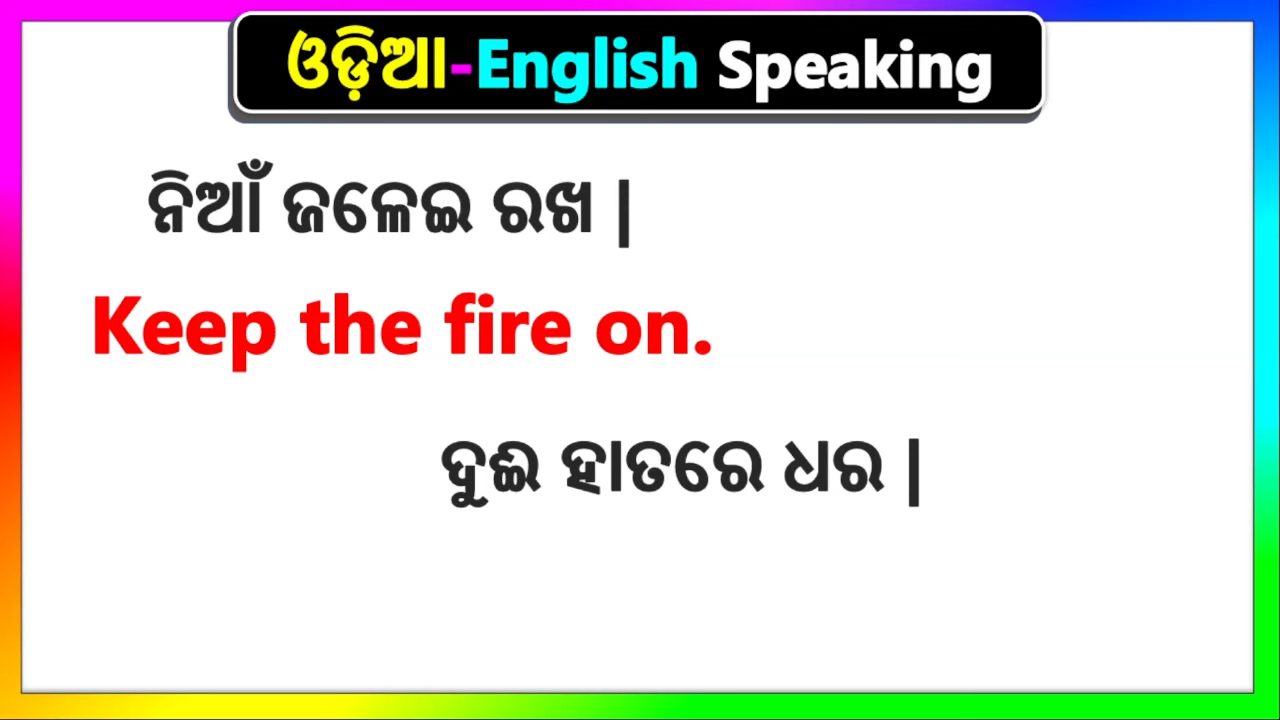 ଓଡ଼ିଆ-English Speaking
ନିଆଁ ଜଳେଇ ରଖ |
Keep the fire on.
ଦୁଈ ହାତରେ ଧର |